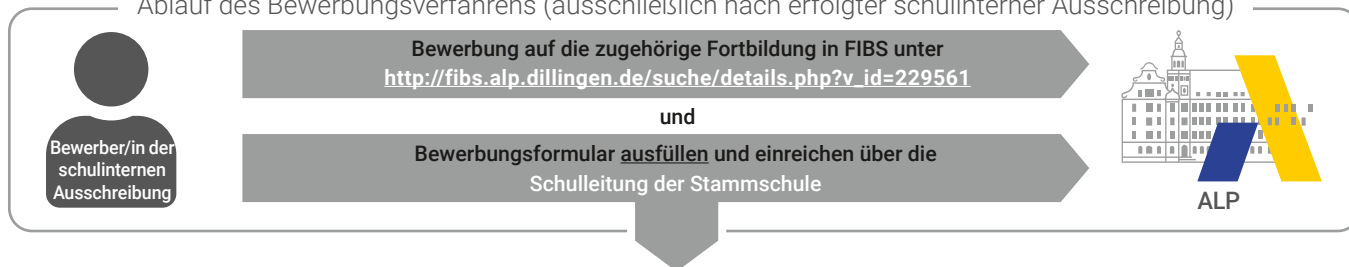 Ablauf des Bewerbungsverfahrens (ausschließlich nach erfolgter schulinterner Ausschreibung)
Bewerber/in der
schulinternen
Ausschreibung
Bewerbung auf die zugehörige Fortbildung in FIBS unter
http://fibs.alp.dillingen.de/suche/details.php?v_id=229561
und
Bewerbungsformular ausfüllen und einreichen über die
Schulleitung der Stammschule
ALP